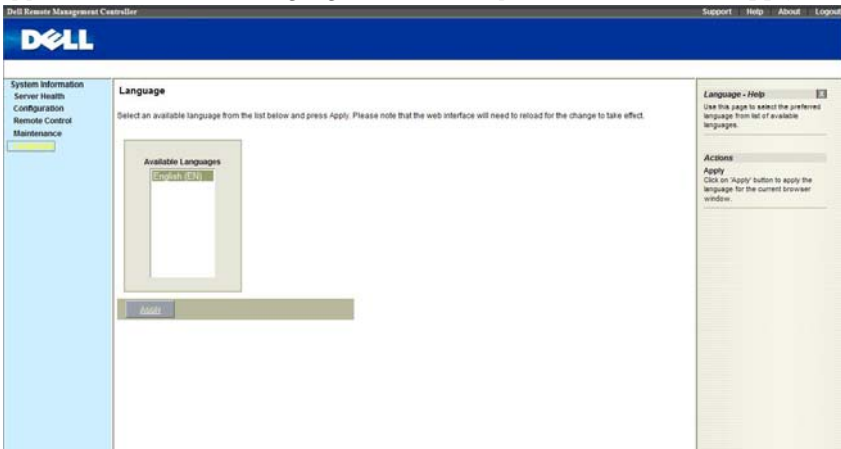 Dell Remote Management Controller
Support Help About Logout
DELL
System Information
Server Health
Configuration
Remote Control
Maintenance
Language
Select an available language from the list below and press Apply. Please note that the web interface will need to reload for the change to take effect.
Available Languages
English (EN)
Apply
Language - Help X
Use this page to select the preferred
language from list of available
languages.
Actions
Apply
Click on 'Apply' button to apply the
language for the current browser
window.